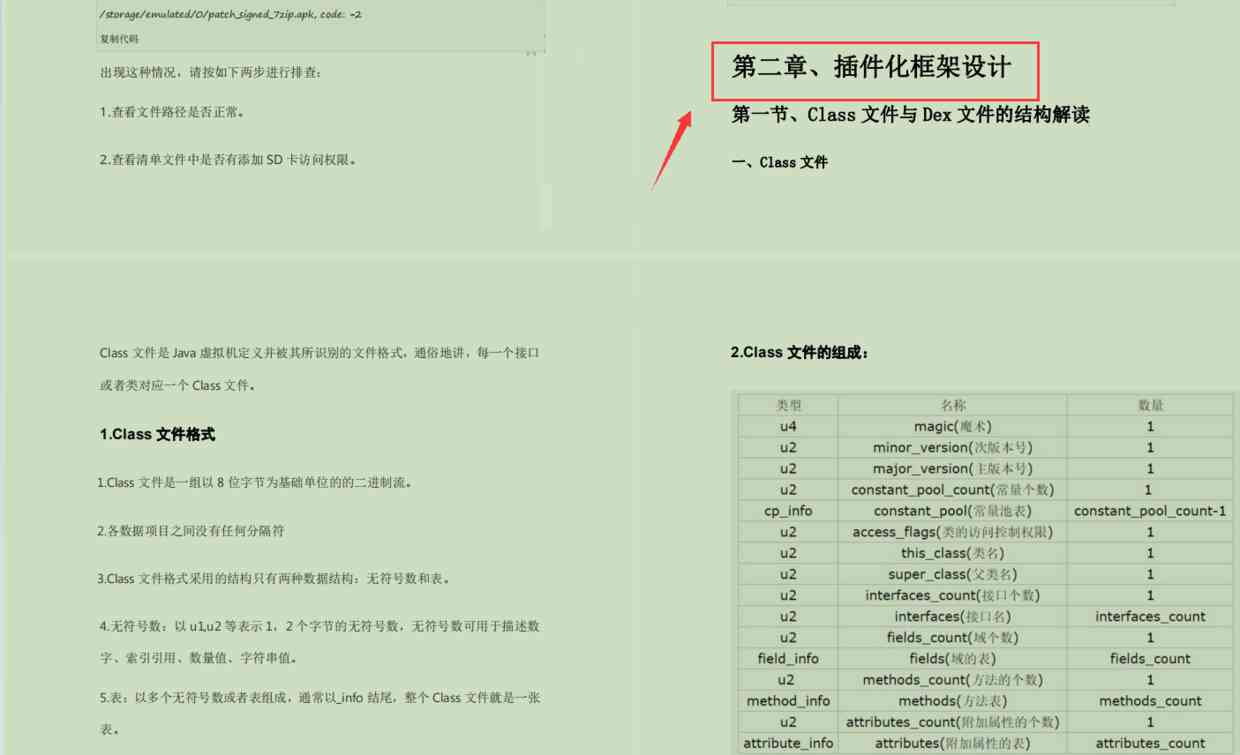 /storage/emulated/0/patch_signed_7zip.apk, code: -2
复制代码
出现这种情况，请按如下两步进行排查：
1.查看文件路径是否正常。
2.查看清单文件中是否有添加 SD 卡访问权限。
第二章、插件化框架设计
第一节、Class 文件与 Dex 文件的结构解读
一、Class 文件
Class 文件是 Java 虚拟机定义并被其所识别的文件格式，通俗地讲，每一个接口
或者类对应一个 Class 文件。
1.Class 文件格式
1.Class 文件是一组以 8 位字节为基础单位的的二进制流。
2.各数据项目之间没有任何分隔符
3.Class 文件格式采用的结构只有两种数据结构：无符号数和表。
4.无符号数：以 u1,u2 等表示 1，2 个字节的无符号数，无符号数可用于描述数
字、索引引用、数量值、字符串值。
5.表：以多个无符号数或者表组成，通常以_info 结尾，整个 Class 文件就是一张
表。
2.Class 文件的组成：
类型 名称 数量
u4 magic(魔术) 1
u2 minor_version(次版本号) 1
u2 major_version(主版本号) 1
u2 constant_pool_count(常量个数) 1
cp_info constant_pool(常量池表) constant_pool_count-1
u2 access_flags(类的访问控制权限) 1
u2 this_class(类名) 1
u2 super_class(父类名) 1
u2 interfaces_count(接口个数) 1
u2 interfaces(接口名) interfaces_count
u2 fields_count(域个数) 1
field_info fields(域的表) fields_count
u2 methods_count(方法的个数) 1
method_info methods(方法表) methods_count
u2 attributes_count(附加属性的个数) 1
attribute_info attributes(附加属性的表) attributes_count